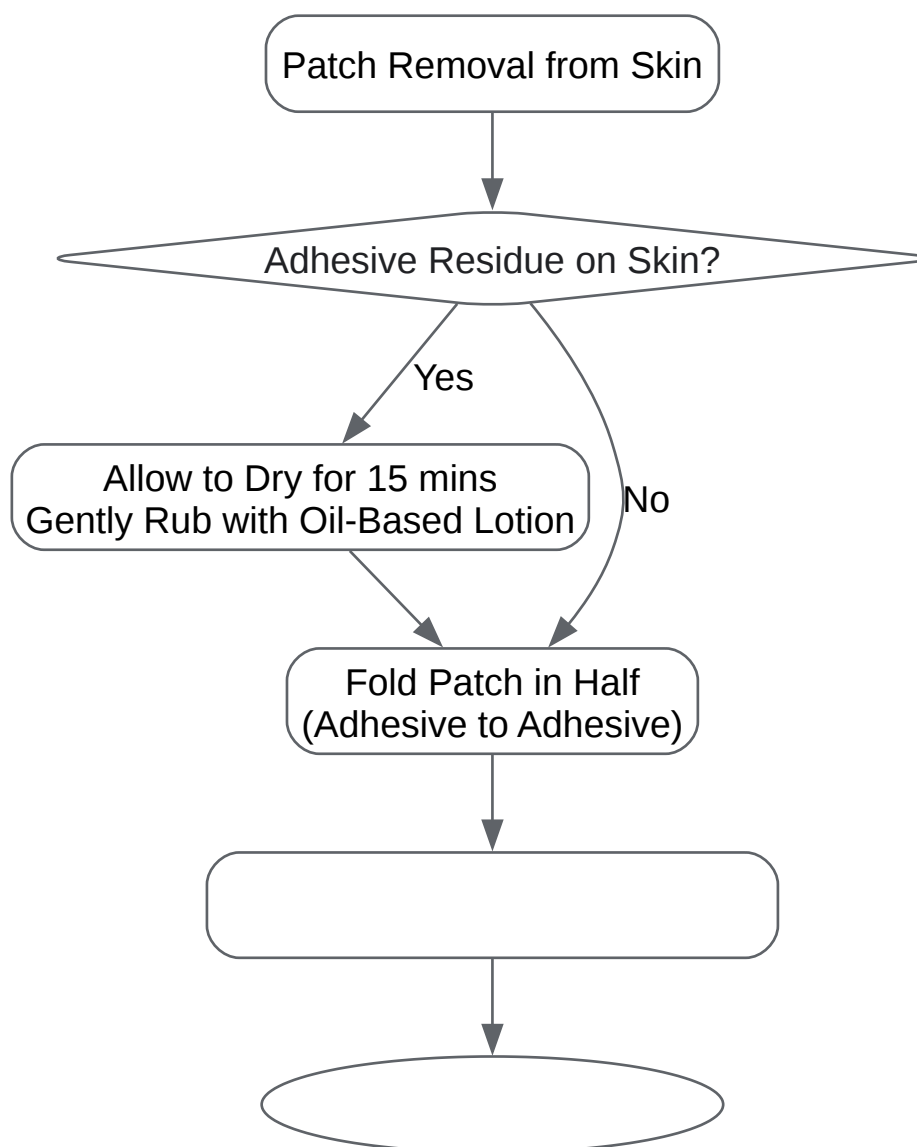 Patch Removal from Skin
Adhesive Residue on Skin?
Yes
Allow to Dry for 15 mins
Gently Rub with Oil-Based Lotion
No
Fold Patch in Half
(Adhesive to Adhesive)